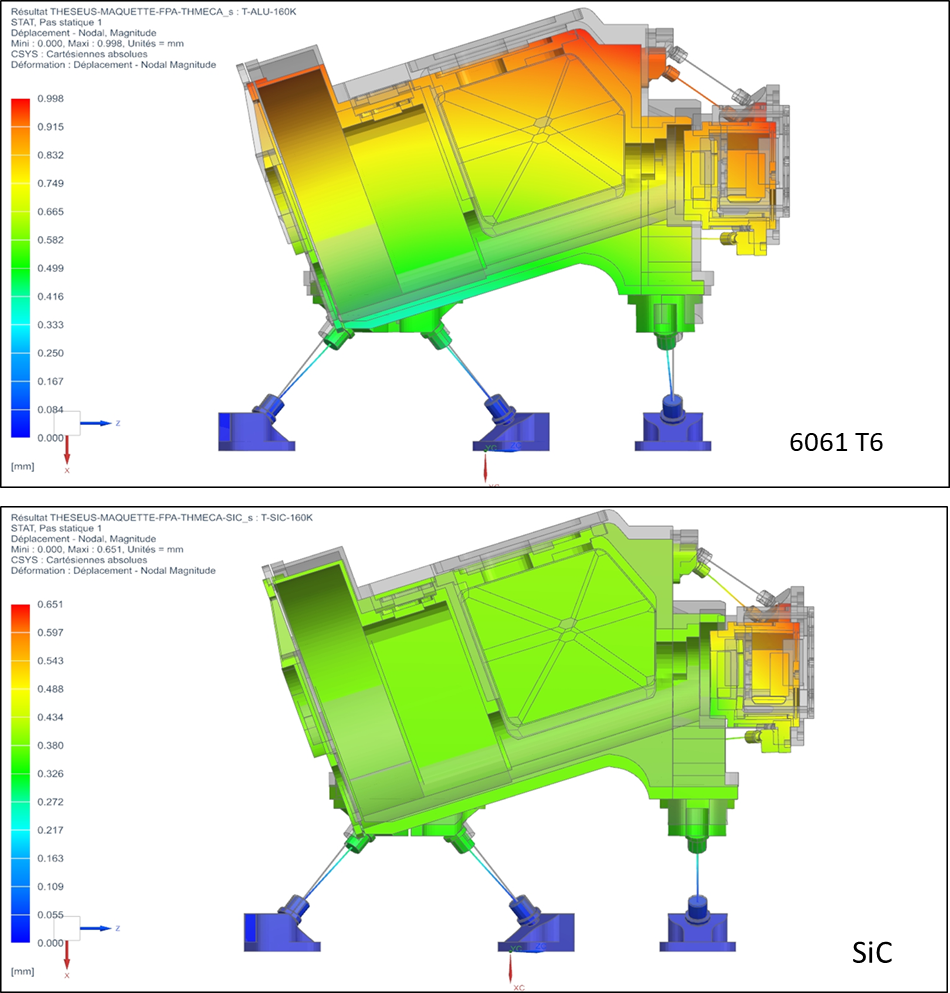 Résultat THESEUS-MAQUETTE-FPA-THMECA_s : T-ALU-160K
STAT, Pas statique 1
Déplacement - Nodal, Magnitude
Mini : 0.000, Maxi : 0.998, Unités = mm
CSYS : Cartésiennes absolues
Déformation : Déplacement - Nodal Magnitude
0.998
0.915
0.832
0.749
0.665
0.582
0.499
0.416
0.333
0.250
0.167
0.084
0.000
[mm]
Z
X
XC
6061 T6
Résultat THESEUS-MAQUETTE-FPA-THMECA-SIC_s : T-SIC-160K
STAT, Pas statique 1
Déplacement - Nodal, Magnitude
Mini : 0.000, Maxi : 0.651, Unités = mm
CSYS : Cartésiennes absolues
Déformation : Déplacement - Nodal Magnitude
0.651
0.597
0.543
0.488
0.434
0.380
0.326
0.272
0.217
0.163
0.109
0.055
0.000
[mm]
Z
X
YC
XC
SiC